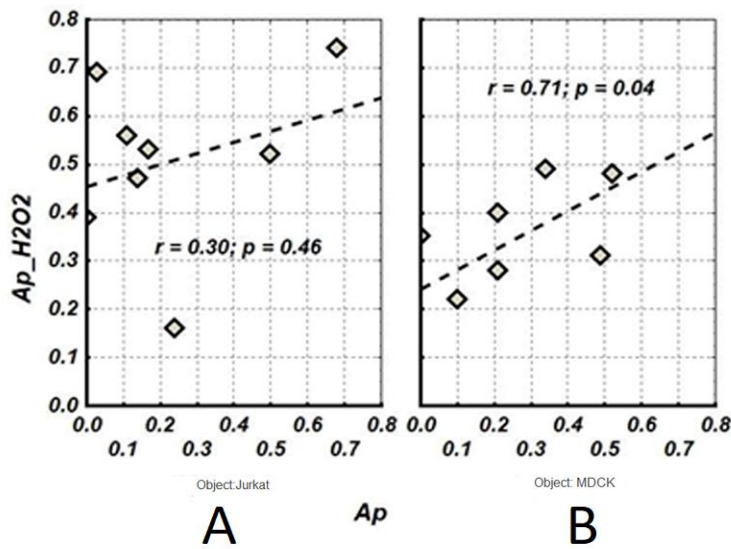 Ap_H2O2
0.8
0.7
0.6
0.5
0.4
0.3
0.2
0.1
0.0
r = 0.30; p = 0.46
r = 0.71; p = 0.04
0.0 0.2 0.4 0.6 0.8 0.0 0.2 0.4 0.6 0.8
0.1 0.3 0.5 0.7 0.1 0.3 0.5 0.7
Object:Jurkat
Object: MDCK
A
Ap
B